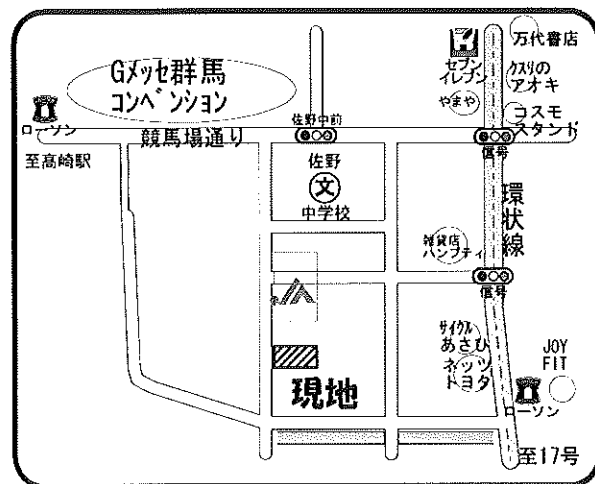 万代書店
Gメッセ群馬
コンベンション
セブン
イレブン
クスリの
アオキ
やまや
コスモ
スタンド
ローソン
佐野中前
競馬場通り
信号
至高崎駅
佐野
文
中学校
環状線
雑貨店
ハンプティ
信号
サイクル
あさひ
ネッツ
トヨタ
JOY
FIT
現地
ローソン
至17号